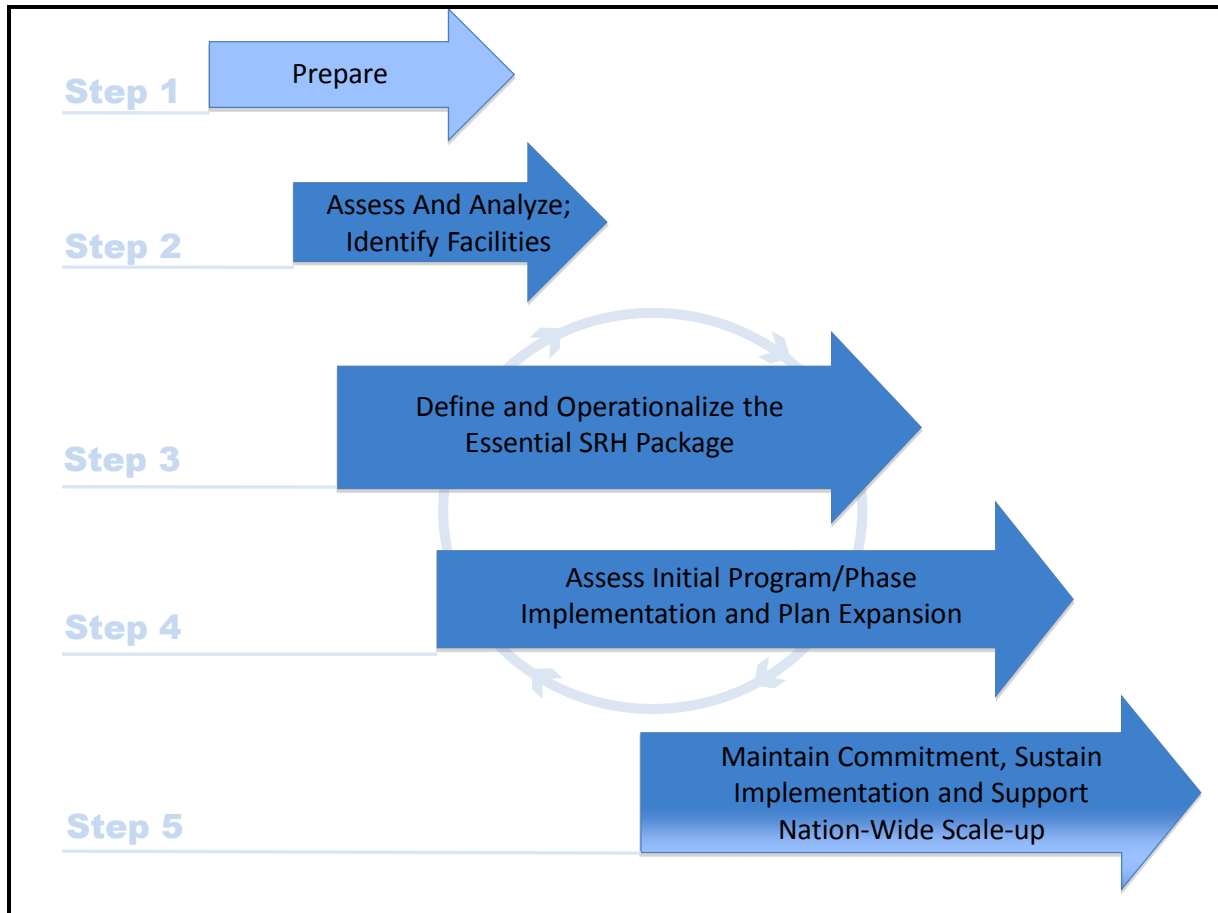 Step 1
Prepare
Step 2
Assess And Analyze;
Identify Facilities
Step 3
Define and Operationalize the
Essential SRH Package
Step 4
Assess Initial Program/Phase
Implementation and Plan Expansion
Step 5
Maintain Commitment, Sustain
Implementation and Support
Nation-Wide Scale-up